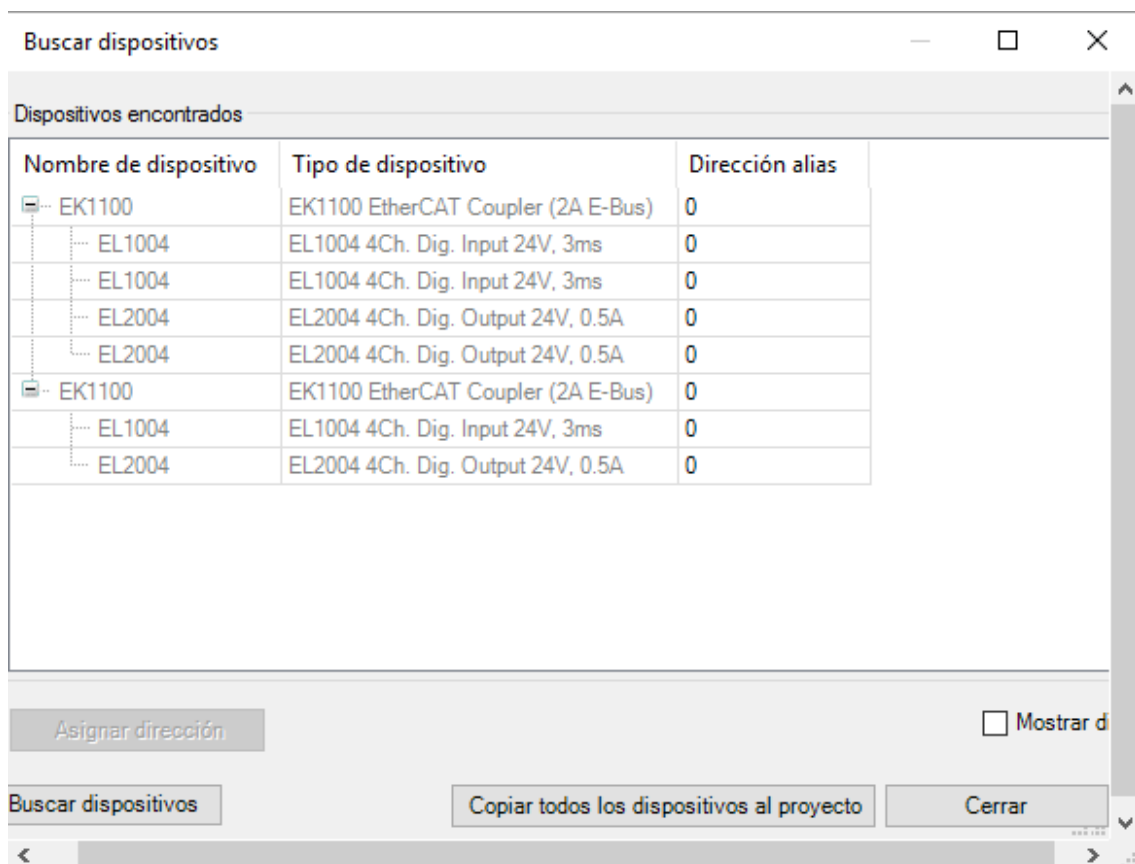 Buscar dispositivos
Dispositivos encontrados
Nombre de dispositivo Tipo de dispositivo Dirección alias
EK1100 EK1100 EtherCAT Coupler (2A E-Bus) 0
EL1004 EL1004 4Ch. Dig. Input 24V, 3ms 0
EL1004 EL1004 4Ch. Dig. Input 24V, 3ms 0
EL2004 EL2004 4Ch. Dig. Output 24V, 0.5A 0
EL2004 EL2004 4Ch. Dig. Output 24V, 0.5A 0
EK1100 EK1100 EtherCAT Coupler (2A E-Bus) 0
EL1004 EL1004 4Ch. Dig. Input 24V, 3ms 0
EL2004 EL2004 4Ch. Dig. Output 24V, 0.5A 0
Asignar dirección Mostrar di
Buscar dispositivos Copiar todos los dispositivos al proyecto Cerrar